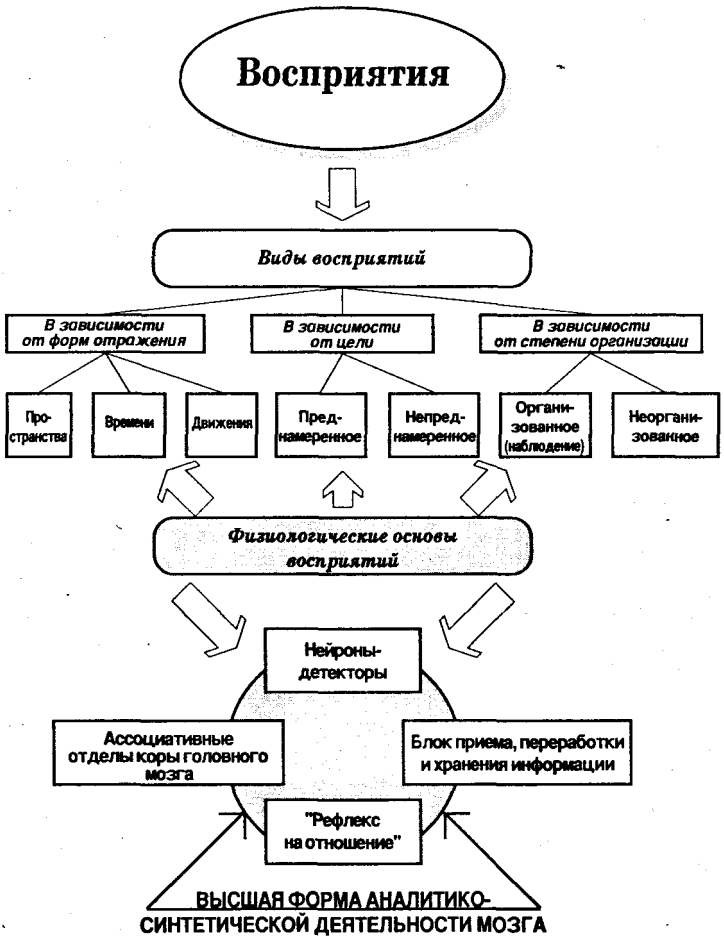 Восприятия
Виды восприятий
В зависимости
от форм отражения
В зависимости
от цели
В зависимости
от степени организации
Про-
странства
Времени
Движения
Пред-
намеренное
Непред-
намеренное
Органи-
зованное
(наблюдение)
Неоргани-
зованное
Физиологические основы
восприятий
Нейроны-
детекторы
Ассоциативные
отделы коры головного
мозга
Блок приема, переработки
и хранения информации
"Рефлекс
на отношение"
ВЫСШАЯ ФОРМА АНАЛИТИКО-
СИНТЕТИЧЕСКОЙ ДЕЯТЕЛЬНОСТИ МОЗГА